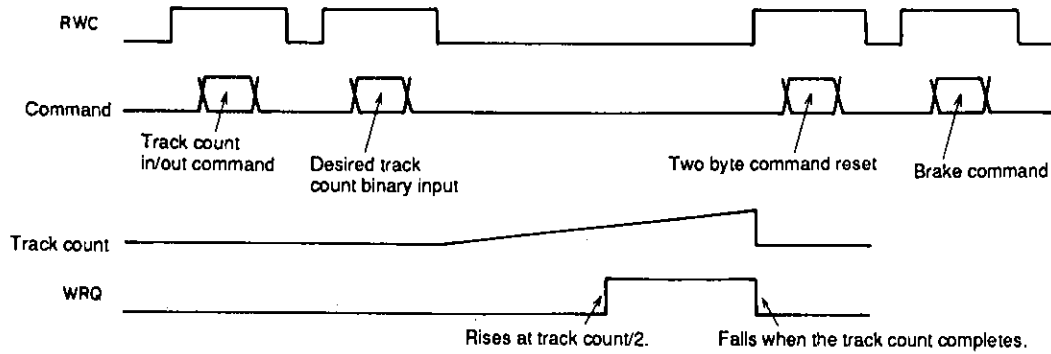 RWC
Command
Track count
in/out command
Desired track
count binary input
Two byte command reset
Brake command
Track count
WRQ
Rises at track count/2.
Falls when the track count completes.